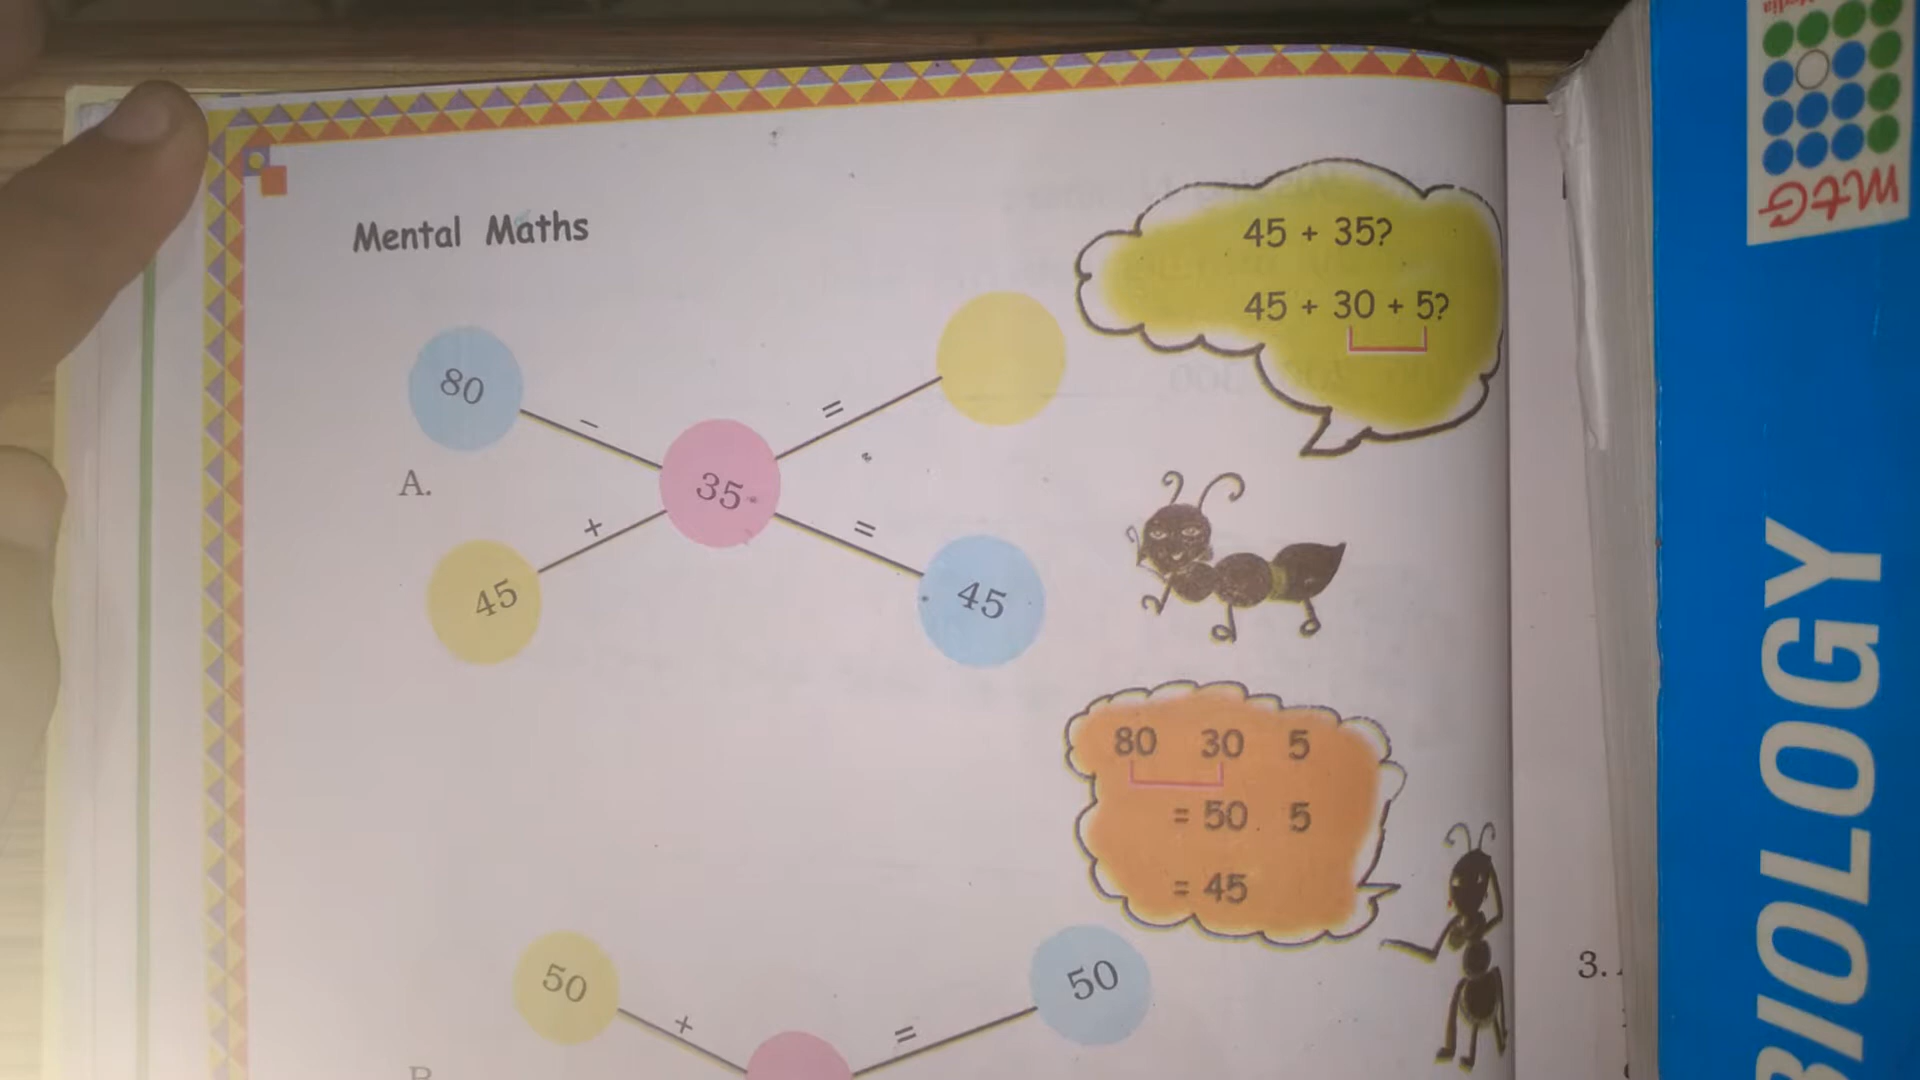 Mental Maths
45 + 35?
45 + 30 + 5?
80
−
=
A.
35
+
=
45
45
80 30 5
= 50 5
= 45
50
+
=
50
3.
mtG
BIOLOGY